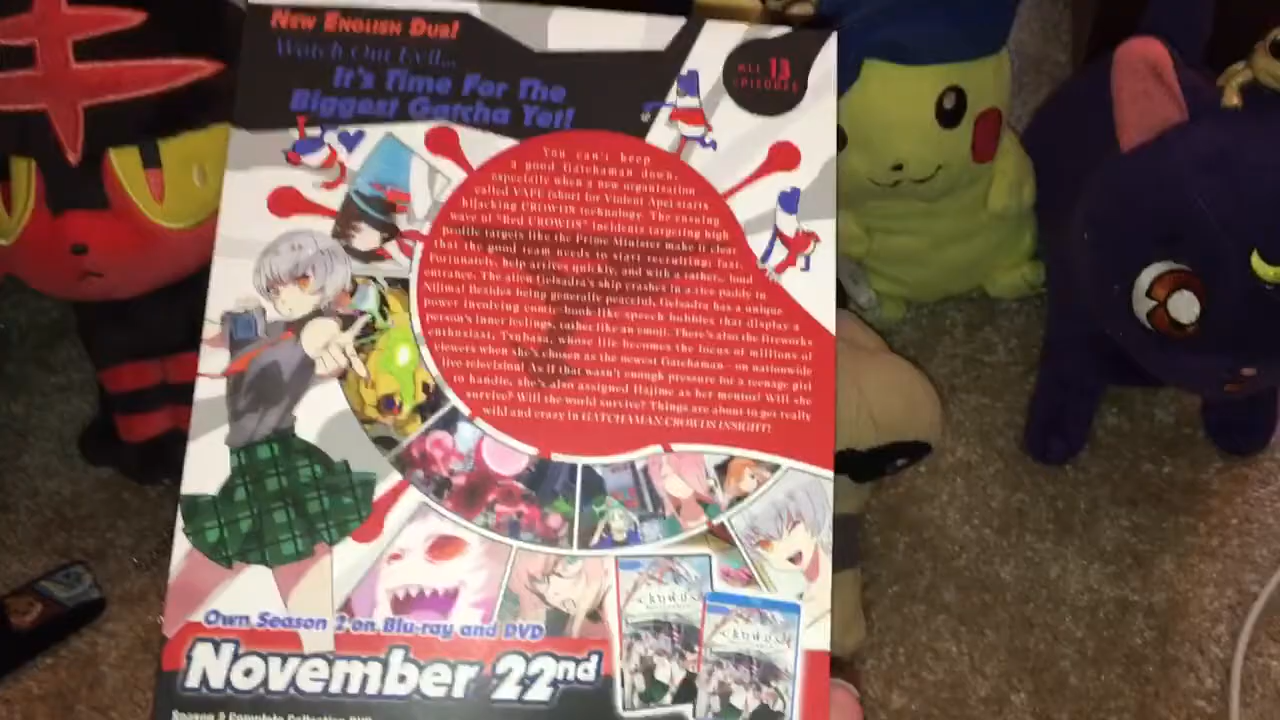 New English Dub!
Watch Out Evil...
It's Time For The
Biggest Gatcha Yet!
ALL 13
EPISODES
You can't keep
a good Gatchaman down,
especially when a new organization
called VAPE (short for Violent Ape) starts
hijacking CROWDS technology. The ensuing
wave of "Red CROWDS" incidents targeting high
profile targets like the Prime Minister make it clear
that the good team needs to start recruiting, fast.
Fortunately, help arrives quickly, and with a rather... loud
entrance. The alien Gelsadra's ship crashes in a rice paddy in
Niijima! Besides being generally peaceful, Gelsadra has a unique
power involving comic book-like speech bubbles that display a
person's inner feelings, rather like an emoji. There's also the fireworks
enthusiast, Tsubasa, whose life becomes the focus of millions of
viewers when she's chosen as the newest Gatchaman— on nationwide
live television! As if that wasn't enough pressure for a teenage girl
to handle, she's also assigned Hajime as her mentor! Will she
survive? Will the world survive? Things are about to get really
wild and crazy in GATCHAMAN CROWDS INSIGHT!
Own Season 2 on Blu-ray and DVD
November 22nd
crowds
crowds
Season 2 Complete Collection DVD